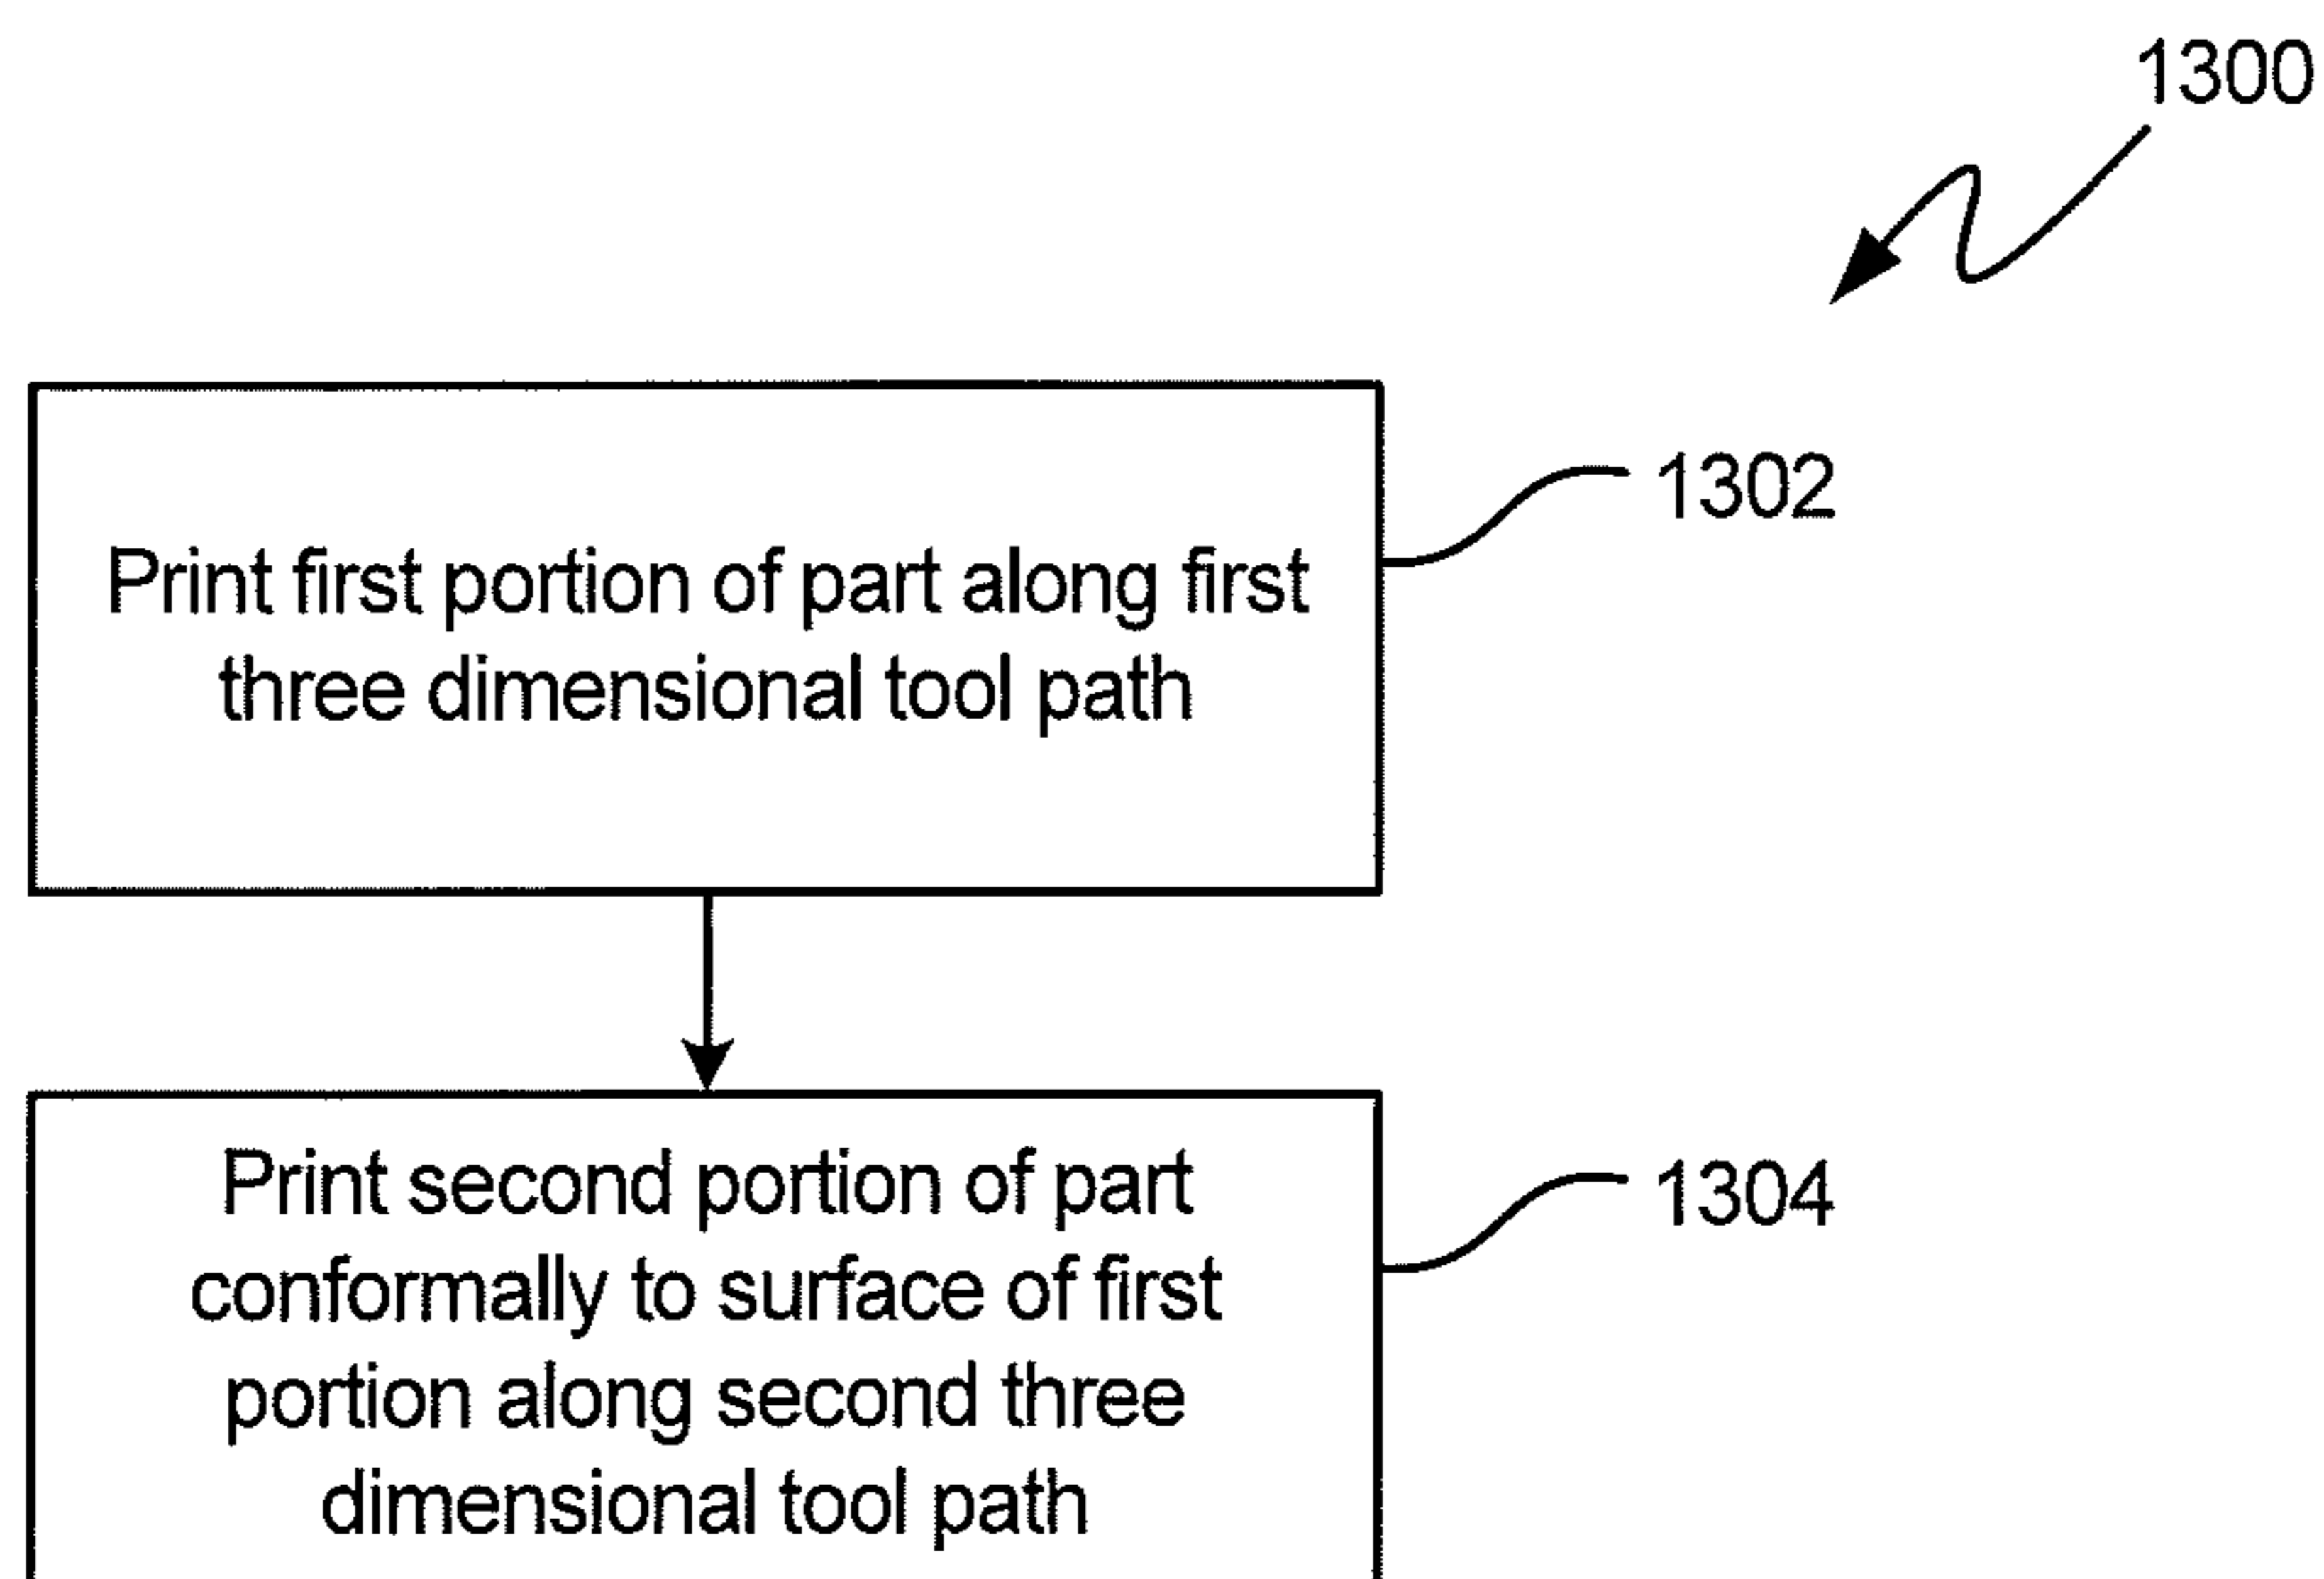 1300
Print first portion of part along first
three dimensional tool path
1302
Print second portion of part
conformally to surface of first
portion along second three
dimensional tool path
1304